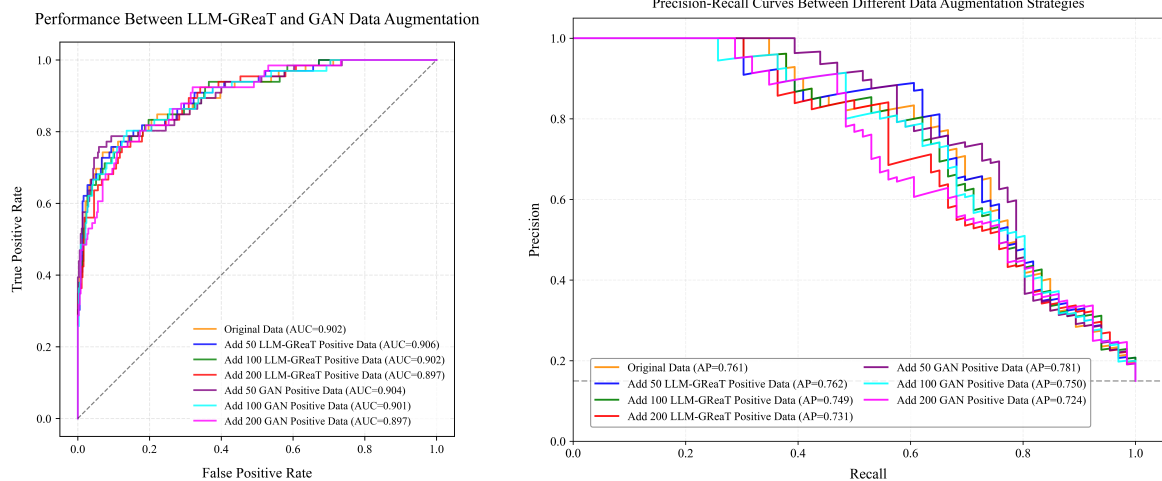 Performance Between LLM-GReaT and GAN Data Augmentation
1.0
0.8
0.6
0.4
0.2
0.0
True Positive Rate
Original Data (AUC=0.902)
Add 50 LLM-GReaT Positive Data (AUC=0.906)
Add 100 LLM-GReaT Positive Data (AUC=0.902)
Add 200 LLM-GReaT Positive Data (AUC=0.897)
Add 50 GAN Positive Data (AUC=0.904)
Add 100 GAN Positive Data (AUC=0.901)
Add 200 GAN Positive Data (AUC=0.897)
0.0 0.2 0.4 0.6 0.8 1.0
False Positive Rate
Precision-Recall Curves Between Different Data Augmentation Strategies
1.0
0.8
0.6
0.4
0.2
0.0
Precision
Original Data (AP=0.761)
Add 50 LLM-GReaT Positive Data (AP=0.762)
Add 100 LLM-GReaT Positive Data (AP=0.749)
Add 200 LLM-GReaT Positive Data (AP=0.731)
Add 50 GAN Positive Data (AP=0.781)
Add 100 GAN Positive Data (AP=0.750)
Add 200 GAN Positive Data (AP=0.724)
0.0 0.2 0.4 0.6 0.8 1.0
Recall